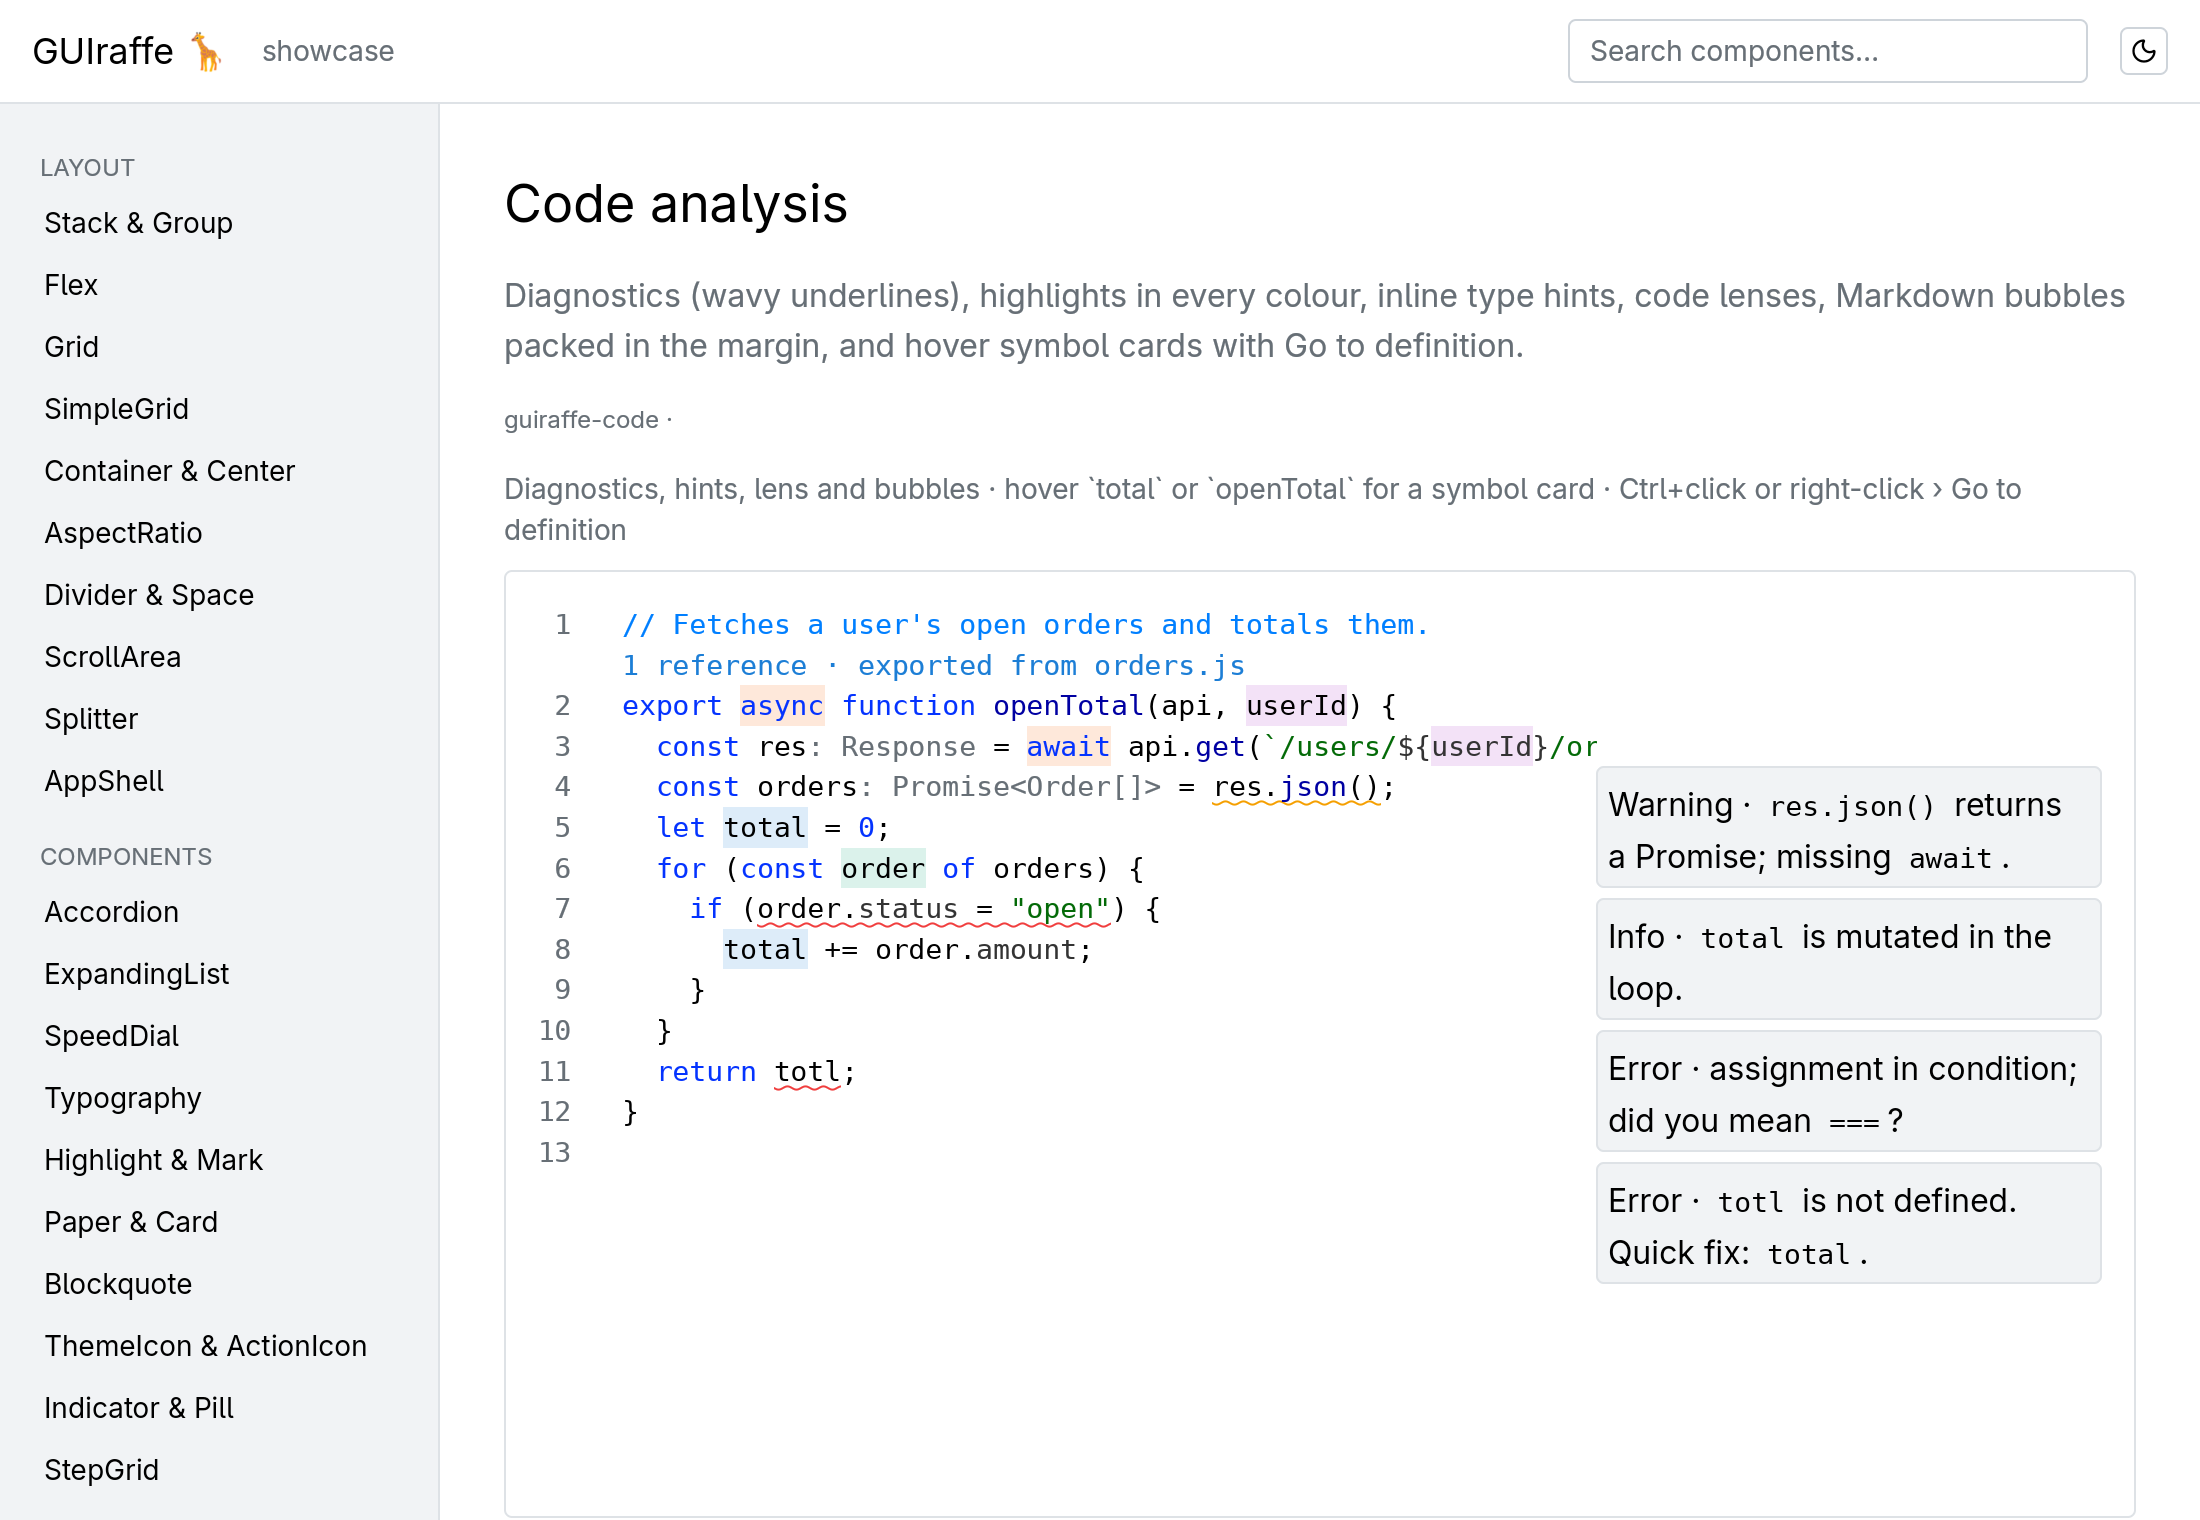 GUIraffe 🦒 showcase Search components...
LAYOUT
Stack & Group
Flex
Grid
SimpleGrid
Container & Center
AspectRatio
Divider & Space
ScrollArea
Splitter
AppShell
COMPONENTS
Accordion
ExpandingList
SpeedDial
Typography
Highlight & Mark
Paper & Card
Blockquote
ThemeIcon & ActionIcon
Indicator & Pill
StepGrid
Code analysis
Diagnostics (wavy underlines), highlights in every colour, inline type hints, code lenses, Markdown bubbles
packed in the margin, and hover symbol cards with Go to definition.
guiraffe-code ·
Diagnostics, hints, lens and bubbles · hover `total` or `openTotal` for a symbol card · Ctrl+click or right-click › Go to
definition
1 // Fetches a user's open orders and totals them.
1 reference · exported from orders.js
2 export async function openTotal(api, userId) {
3   const res: Response = await api.get(`/users/${userId}/or
4   const orders: Promise<Order[]> = res.json();
5   let total = 0;
6   for (const order of orders) {
7     if (order.status = "open") {
8       total += order.amount;
9     }
10   }
11   return totl;
12 }
13
Warning · res.json() returns
a Promise; missing await.
Info · total is mutated in the
loop.
Error · assignment in condition;
did you mean ===?
Error · totl is not defined.
Quick fix: total.